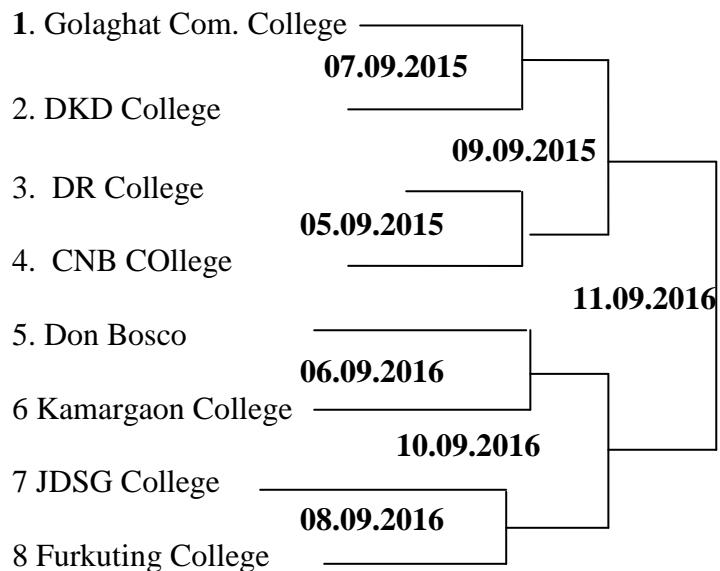 1. Golaghat Com. College
07.09.2015
2. DKD College
09.09.2015
3. DR College
05.09.2015
4. CNB COllege
11.09.2016
5. Don Bosco
06.09.2016
6 Kamargaon College
10.09.2016
7 JDSG College
08.09.2016
8 Furkuting College